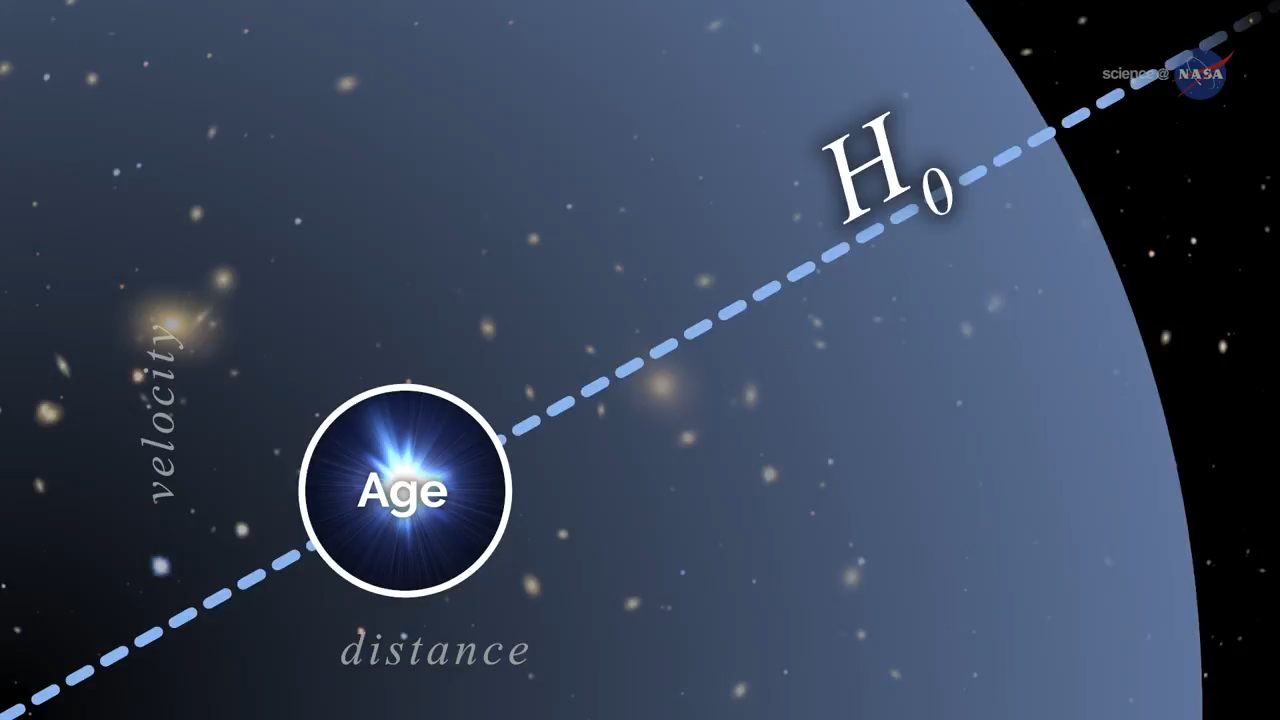 science@ NASA
H₀
velocity
Age
distance